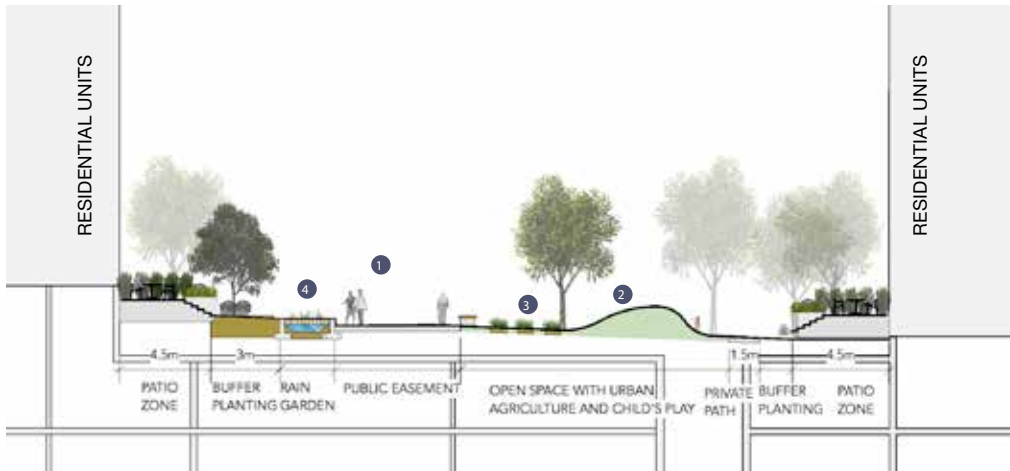 RESIDENTIAL UNITS
RESIDENTIAL UNITS
1
2
3
4
4.5m
3m
1.5m
4.5m
PATIO
ZONE
BUFFER
PLANTING
RAIN
GARDEN
PUBLIC EASEMENT
OPEN SPACE WITH URBAN
AGRICULTURE AND CHILD'S PLAY
PRIVATE
PATH
BUFFER
PLANTING
PATIO
ZONE